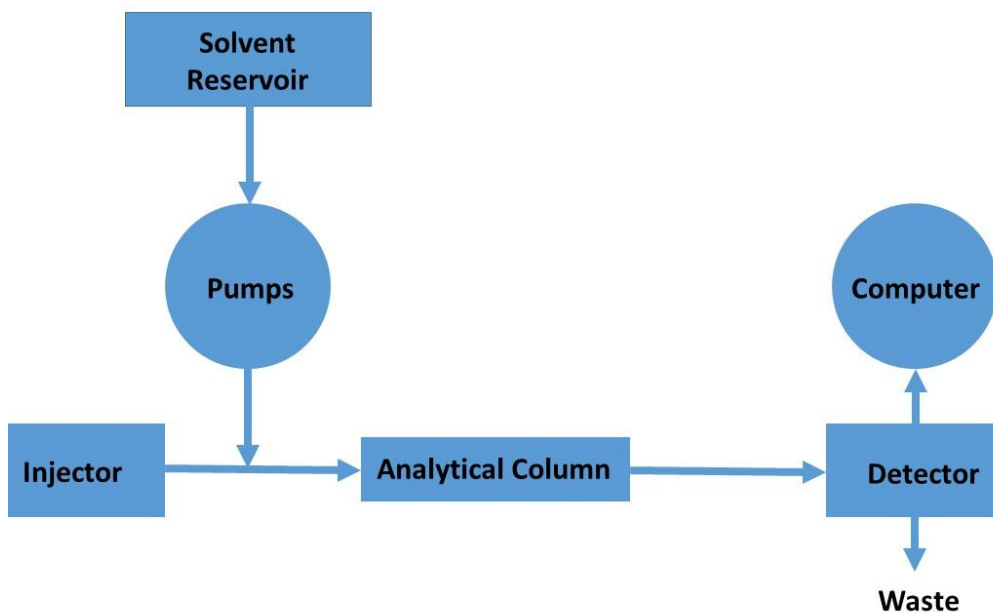 Solvent
Reservoir
Pumps
Computer
Injector
Analytical Column
Detector
Waste